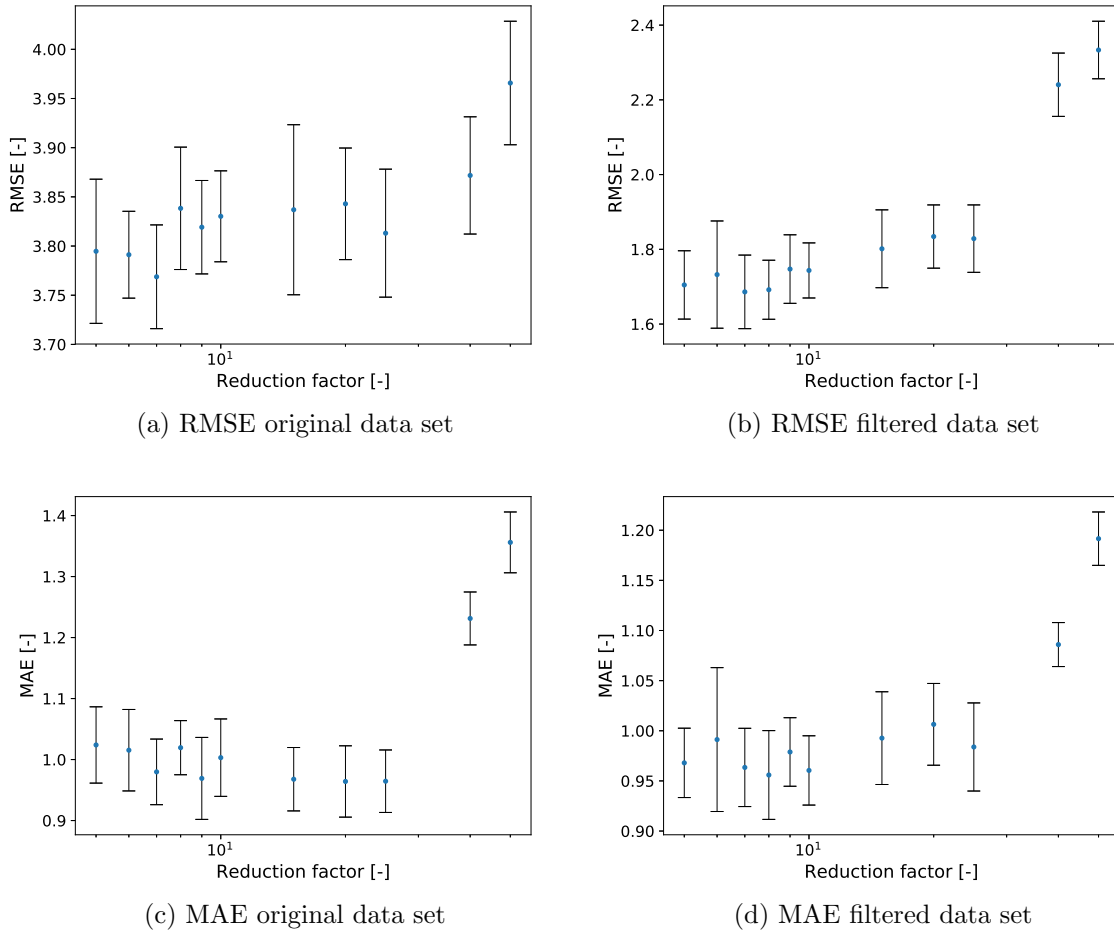 4.00
3.95
3.90
3.85
3.80
3.75
3.70
RMSE [-]
10¹
Reduction factor [-]
(a) RMSE original data set
2.4
2.2
2.0
1.8
1.6
RMSE [-]
10¹
Reduction factor [-]
(b) RMSE filtered data set
1.4
1.3
1.2
1.1
1.0
0.9
MAE [-]
10¹
Reduction factor [-]
(c) MAE original data set
1.20
1.15
1.10
1.05
1.00
0.95
0.90
MAE [-]
10¹
Reduction factor [-]
(d) MAE filtered data set